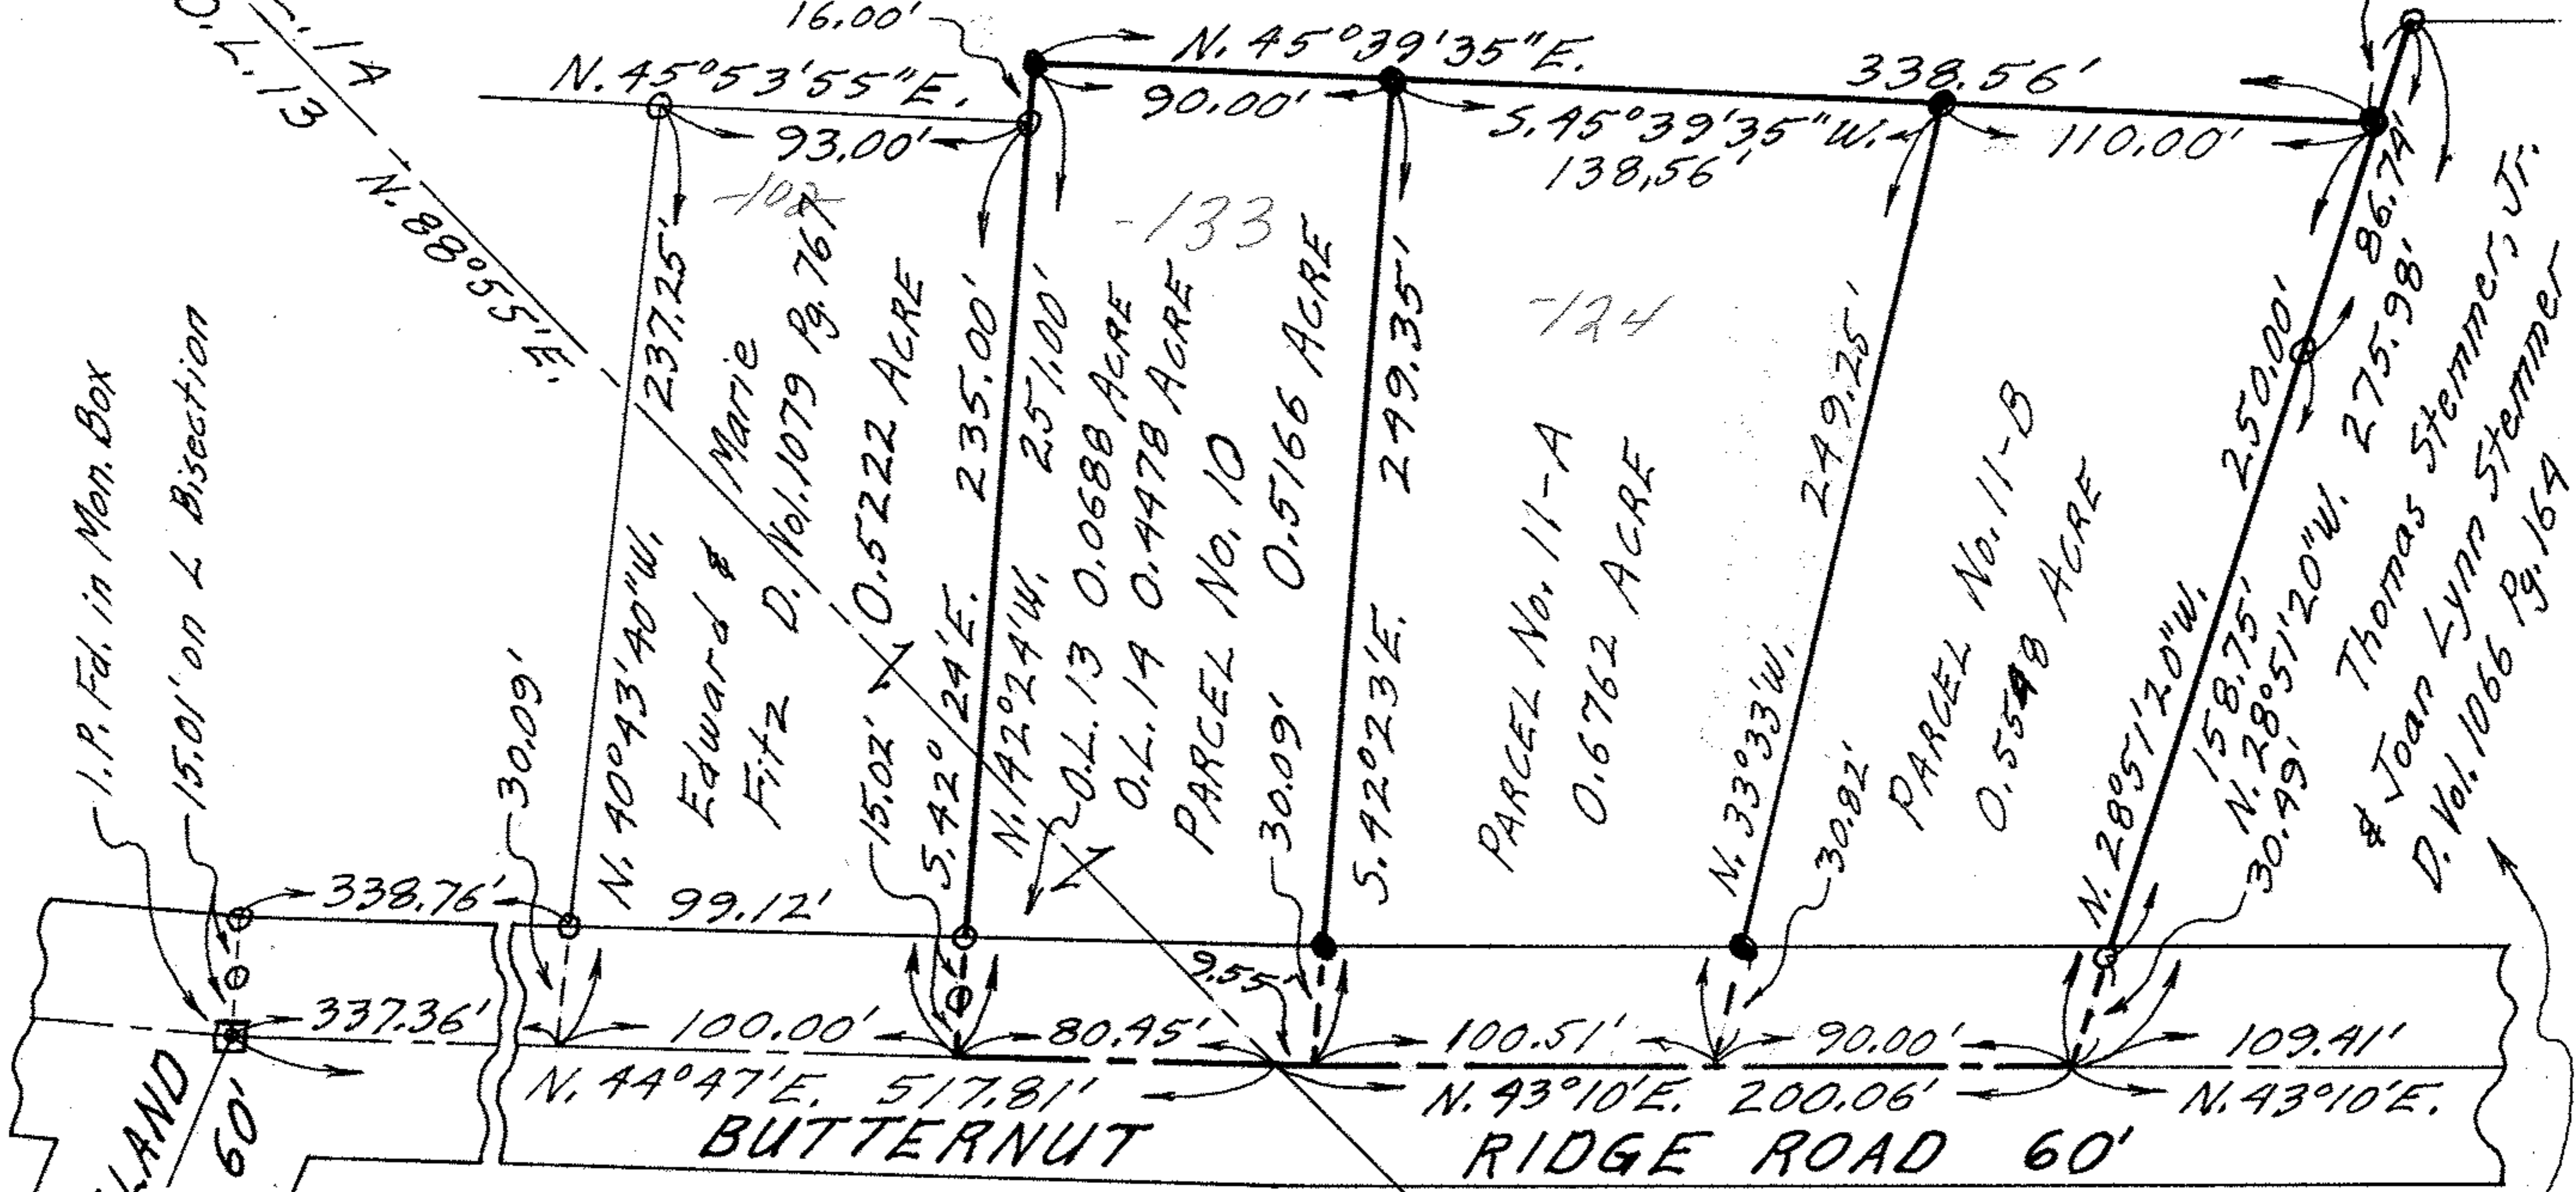 16.00'
N. 45°39'35"E.
338.56'
O.L. 13
N. 45°53'55"E.
90.00'
S. 45°39'35"W.
138.56'
110.00'
93.00'
-102
-133
-124
N. 88°55'E.
237.25'
Edward & Marie
Fitz D. Vol. 1079 Pg. 767
0.5222 ACRE
235.00'
251.00'
O.L. 13 0.0688 ACRE
O.L. 14 0.4478 ACRE
PARCEL No. 10
0.5166 ACRE
249.35'
PARCEL No. 11-A
0.6762 ACRE
249.25'
PARCEL No. 11-B
0.5548 ACRE
250.00'
86.74'
275.98'
158.75'
N. 28°51'20"W.
N. 28°51'20"W.
30.49'
Thomas Stemmer, Jr.
& Joan Lynn Stemmer
D. Vol. 1066 Pg. 164
I.P. Fd. in Mon. Box
15.01' on L Bisection
30.09'
N. 40°43'40"W.
15.02'
S. 42°24'E.
N. 42°24'W.
30.09'
S. 42°23'E.
N. 33°33'W.
30.82'
338.76'
99.12'
9.55'
337.36'
100.00'
80.45'
100.51'
90.00'
109.41'
N. 44°47'E. 517.81'
N. 43°10'E. 200.06'
N. 43°10'E.
BUTTERNUT RIDGE ROAD 60'
60'